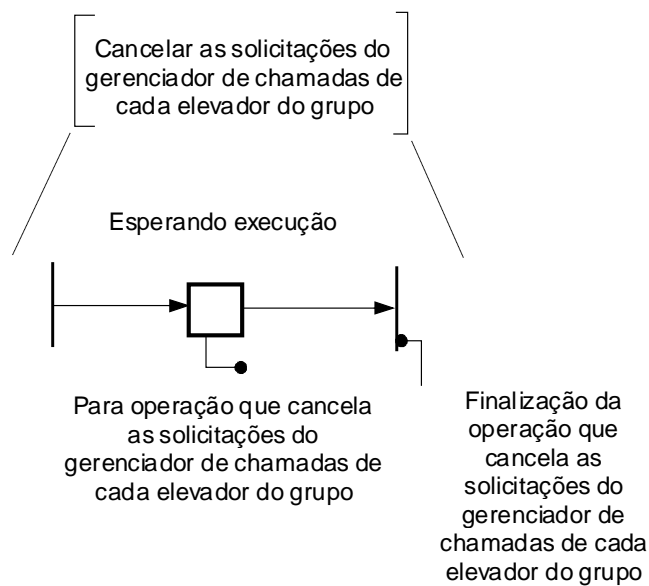 Cancelar as solicitações do
gerenciador de chamadas de
cada elevador do grupo
Esperando execução
Para operação que cancela
as solicitações do
gerenciador de chamadas de
cada elevador do grupo
Finalização da
operação que
cancela as
solicitações do
gerenciador de
chamadas de cada
elevador do grupo